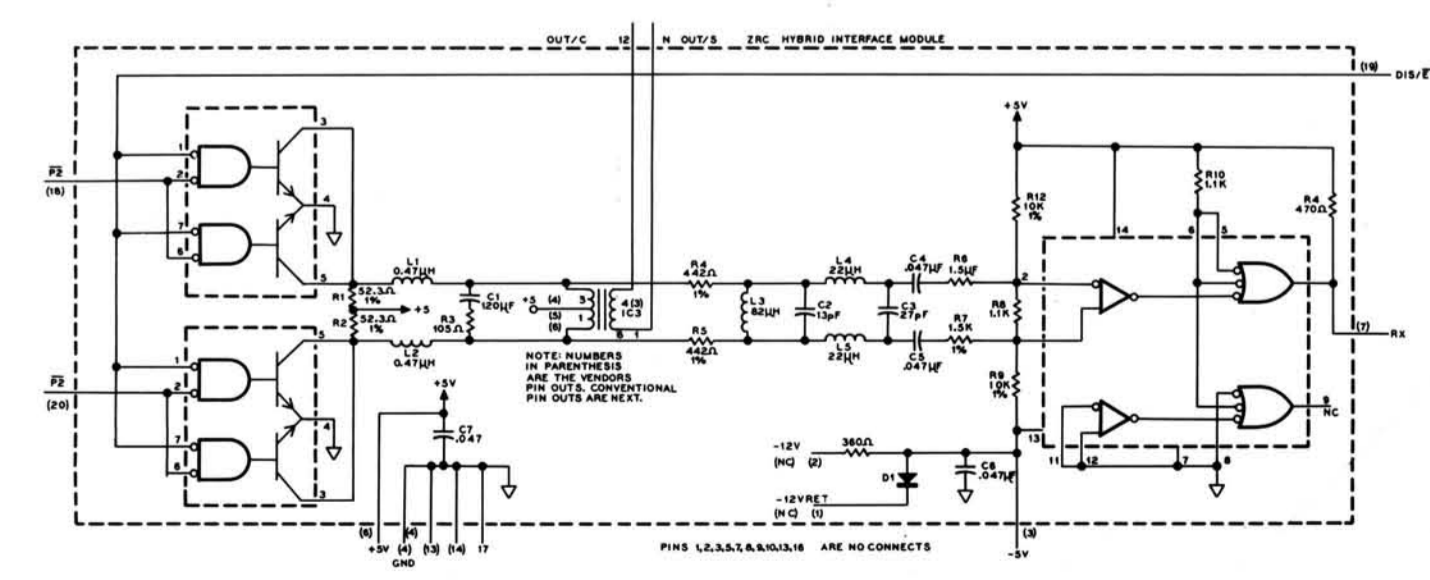 OUT/C 12 N OUT/S ZRC HYBRID INTERFACE MODULE
(19)
DIS/E̅
+5V
3
1
2
P̅2̅
(18)
4
7
6
5
R10
1.1K
R12
10K
1%
R4
470Ω
14
6
5
L1
0.47μH
R1
52.3Ω
1%
+5
R2
52.3Ω
1%
C1
120μF
R3
105Ω
L2
0.47μH
+5
(4)
3
(5)
1
(6)
4(3)
1C3
6
1
R4
442Ω
1%
R5
442Ω
1%
L3
82μH
C2
13pF
L4
22μH
L5
22μH
C3
27pF
C4
.047μF
R6
1.5μF
C5
.047μF
R7
1.5K
1%
2
R8
1.1K
R9
10K
1%
(7)
RX
NOTE: NUMBERS
IN PARENTHESIS
ARE THE VENDORS
PIN OUTS. CONVENTIONAL
PIN OUTS ARE NEXT.
5
1
2
P̅2̅
(20)
4
7
6
3
+5V
C7
.047
9
NC
13
11
12
7
8
-12V
(NC) (2)
360Ω
D1
C6
.047μF
-12VRET
(NC) (1)
(6)
+5V
(4)
GND
(4)
(13)
(14)
17
(3)
-5V
PINS 1,2,3,5,7,8,9,10,13,16 ARE NO CONNECTS